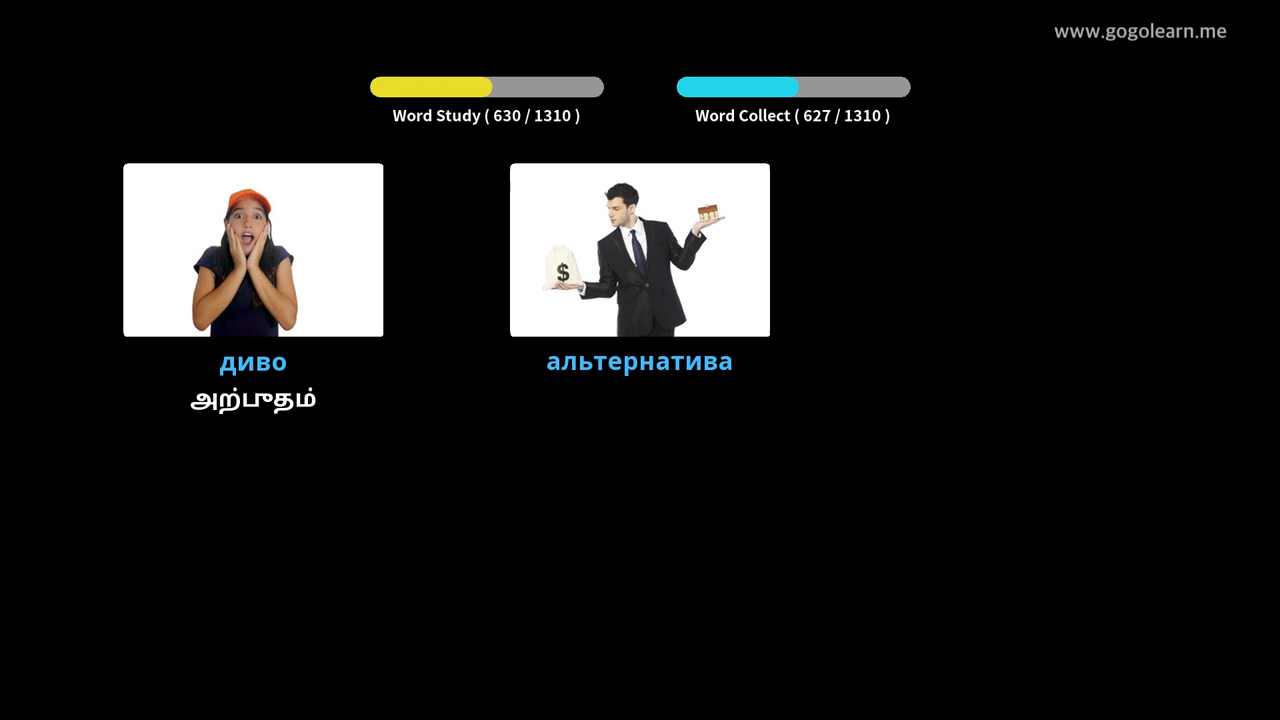 www.gogolearn.me
Word Study ( 630 / 1310 )
Word Collect ( 627 / 1310 )
$
диво
альтернатива
அற்புதம்